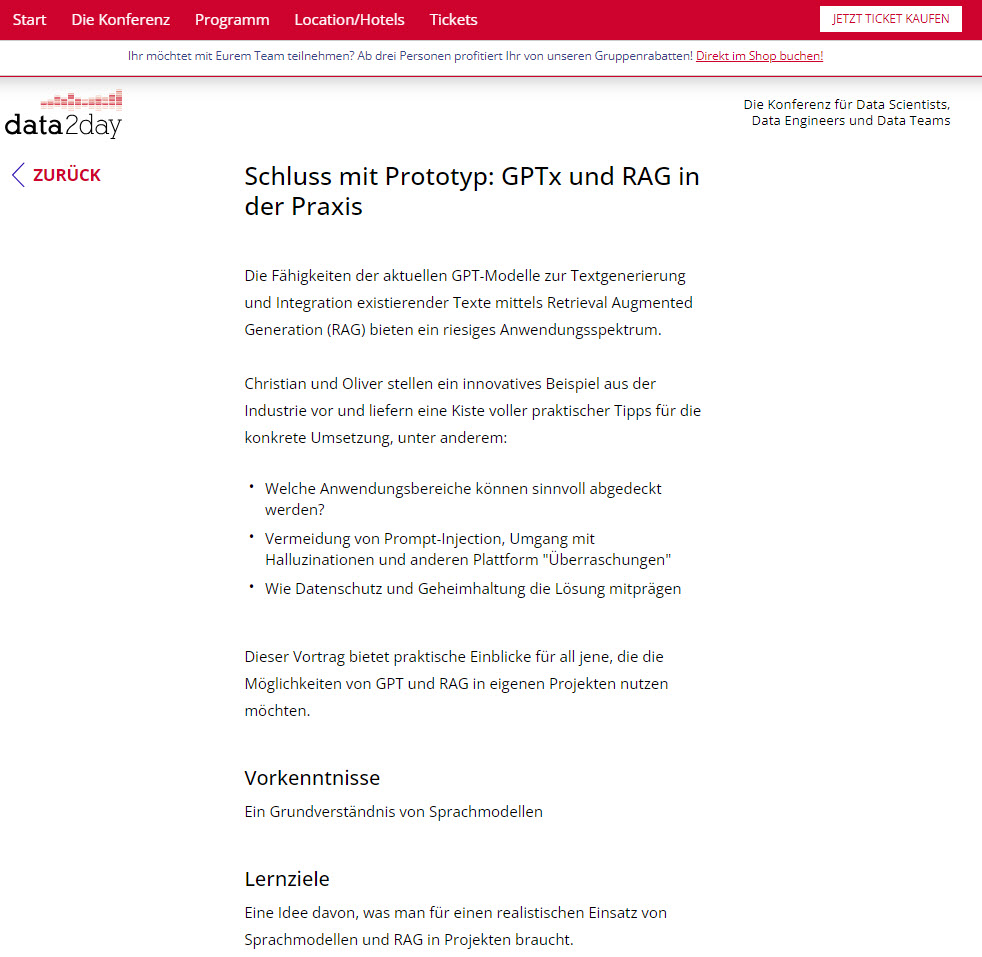 Start Die Konferenz Programm Location/Hotels Tickets JETZT TICKET KAUFEN
Ihr möchtet mit Eurem Team teilnehmen? Ab drei Personen profitiert Ihr von unseren Gruppenrabatten! Direkt im Shop buchen!
data2day
Die Konferenz für Data Scientists,
Data Engineers und Data Teams
ZURÜCK
Schluss mit Prototyp: GPTx und RAG in
der Praxis
Die Fähigkeiten der aktuellen GPT-Modelle zur Textgenerierung
und Integration existierender Texte mittels Retrieval Augmented
Generation (RAG) bieten ein riesiges Anwendungsspektrum.
Christian und Oliver stellen ein innovatives Beispiel aus der
Industrie vor und liefern eine Kiste voller praktischer Tipps für die
konkrete Umsetzung, unter anderem:
• Welche Anwendungsbereiche können sinnvoll abgedeckt
werden?
• Vermeidung von Prompt-Injection, Umgang mit
Halluzinationen und anderen Plattform "Überraschungen"
• Wie Datenschutz und Geheimhaltung die Lösung mitprägen
Dieser Vortrag bietet praktische Einblicke für all jene, die die
Möglichkeiten von GPT und RAG in eigenen Projekten nutzen
möchten.
Vorkenntnisse
Ein Grundverständnis von Sprachmodellen
Lernziele
Eine Idee davon, was man für einen realistischen Einsatz von
Sprachmodellen und RAG in Projekten braucht.